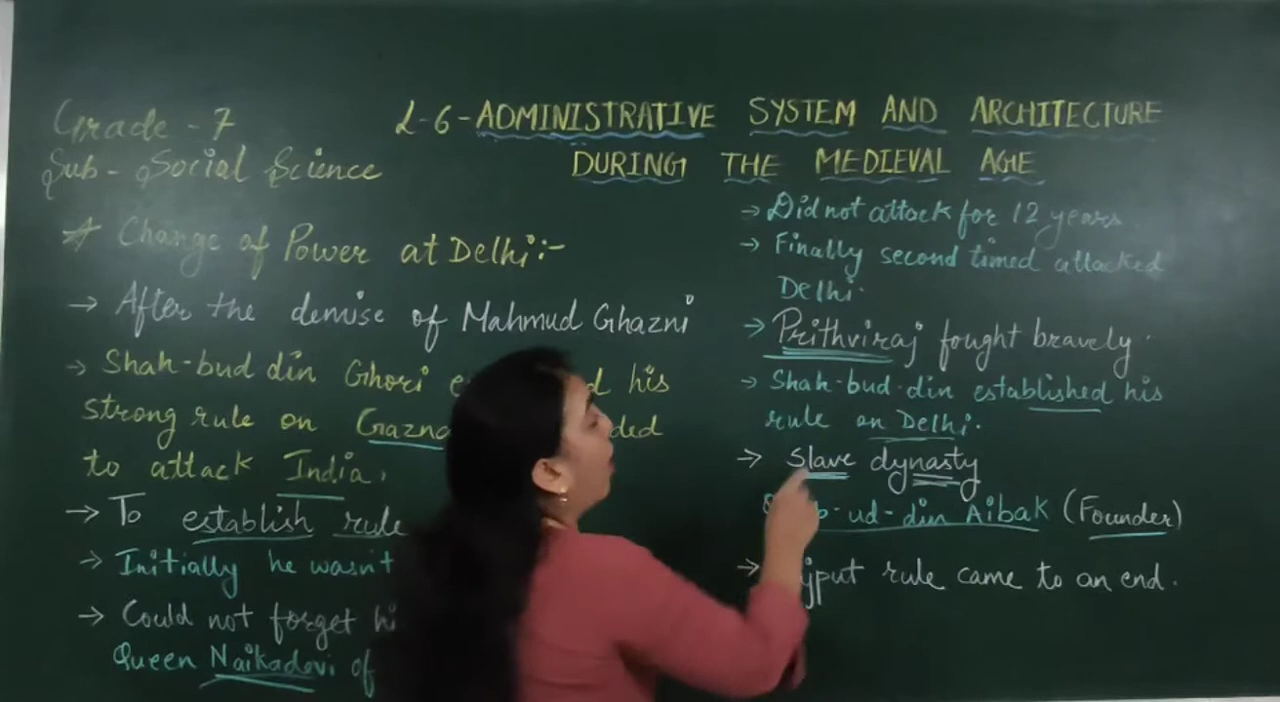 Grade - 7
Sub - Social Science
L-6-ADMINISTRATIVE SYSTEM AND ARCHITECTURE
DURING THE MEDIEVAL AGE
* Change of Power at Delhi:-
→ After the demise of Mahmud Ghazni
→ Shah-bud din Ghori his
strong rule on
to attack India.
→ To establish rule
→ Initially he wasn't
→ Could not forget
Queen Naikadevi of
→ Did not attack for 12 years.
→ Finally second timed attacked
Delhi.
→ Prithviraj fought bravely.
→ Shah-bud-din established his
rule on Delhi.
→ Slave dynasty
ud-din Aibak (Founder)
→ rule came to an end.